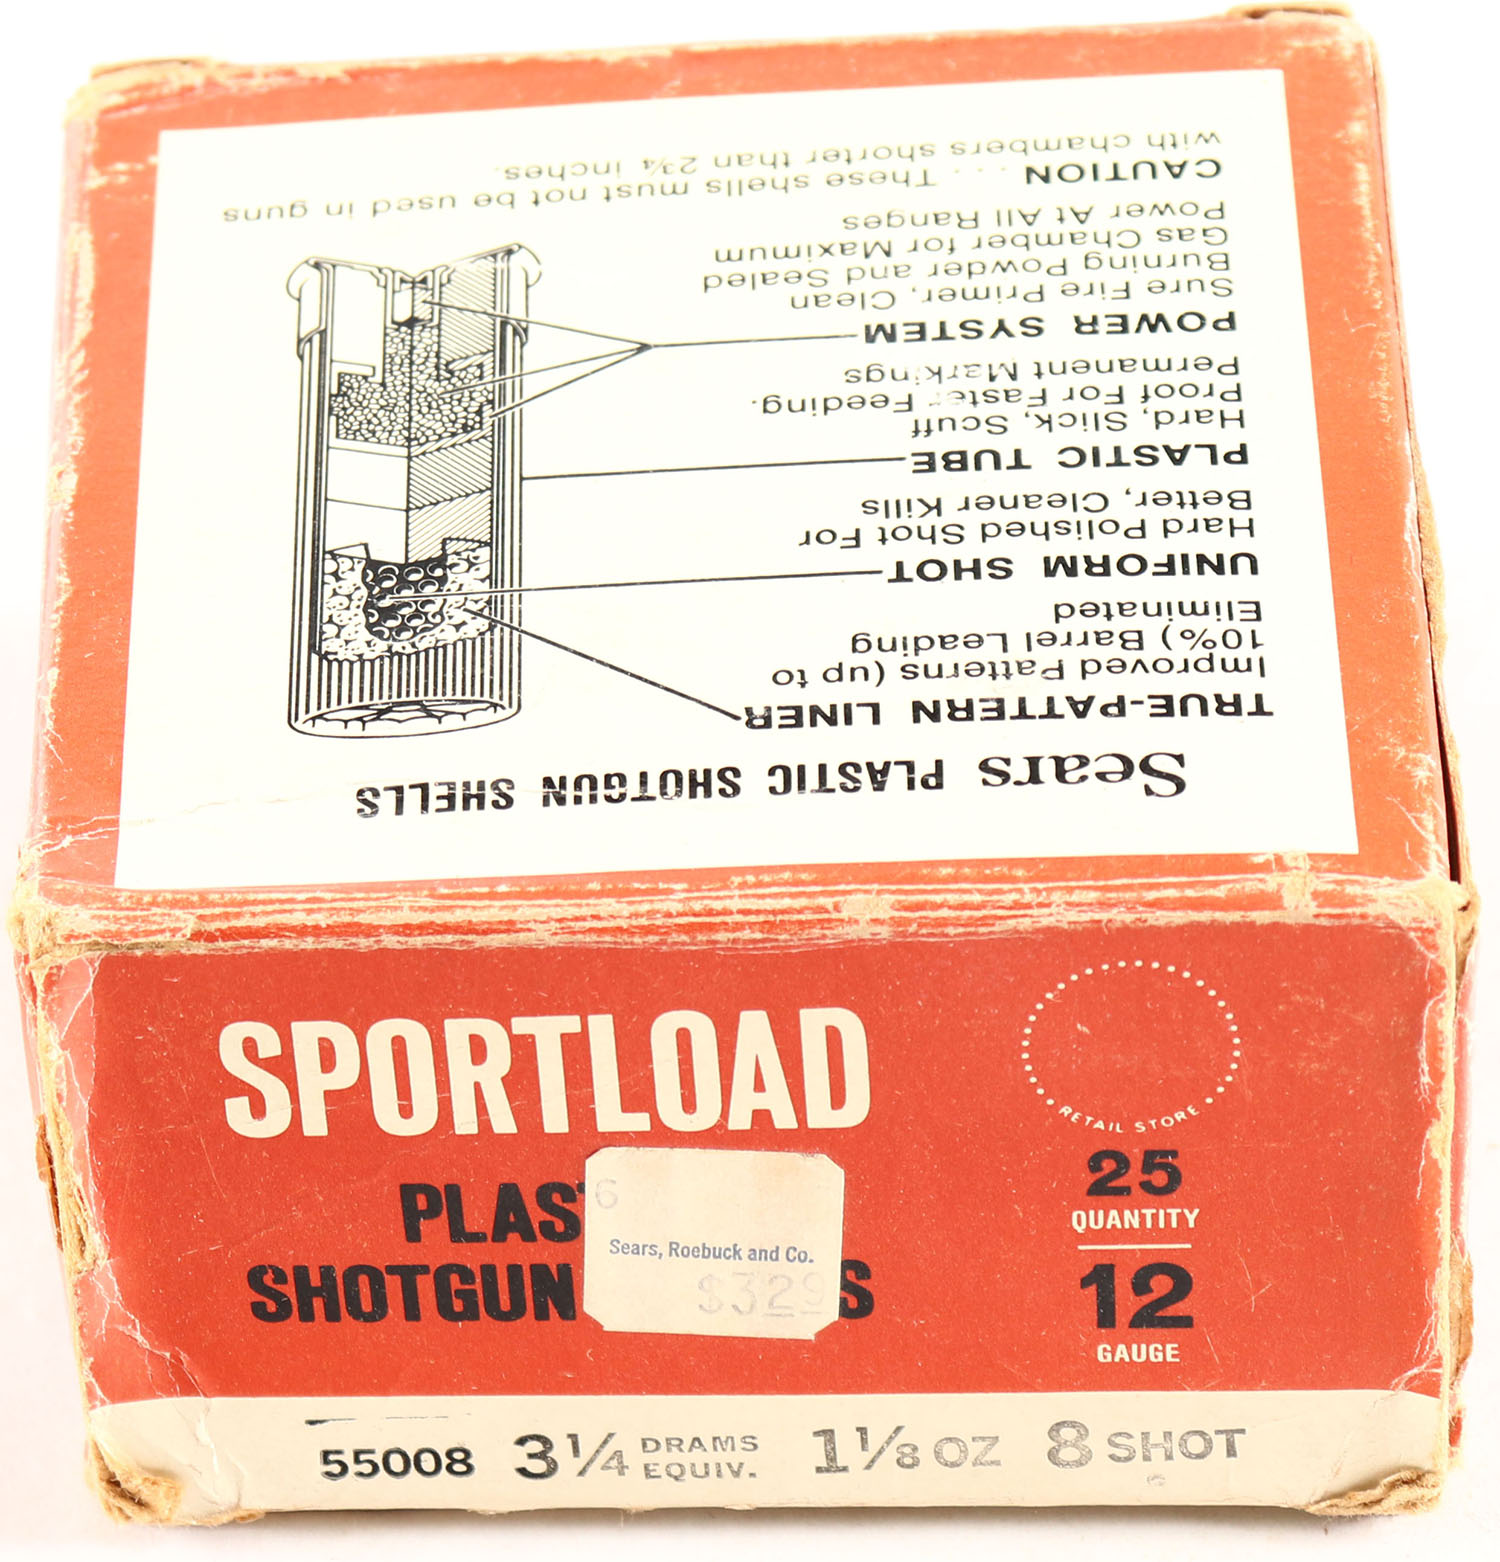 Sears PLASTIC SHOTGUN SHELLS
TRUE-PATTERN LINER
Improved Patterns (up to
10%) Barrel Leading
Eliminated
UNIFORM SHOT
Hard Polished Shot For
Better, Cleaner Kills
PLASTIC TUBE
Hard, Slick, Scuff
Proof For Faster Feeding.
Permanent Markings
POWER SYSTEM
Sure Fire Primer, Clean
Burning Powder and Sealed
Gas Chamber for Maximum
Power At All Ranges
CAUTION . . . These shells must not be used in guns
with chambers shorter than 2¾ inches.
SPORTLOAD
PLAS
SHOTGUN S
6
Sears, Roebuck and Co.
$329
RETAIL STORE
25
QUANTITY
12
GAUGE
55008 3¼ DRAMS EQUIV. 1⅛ OZ 8 SHOT